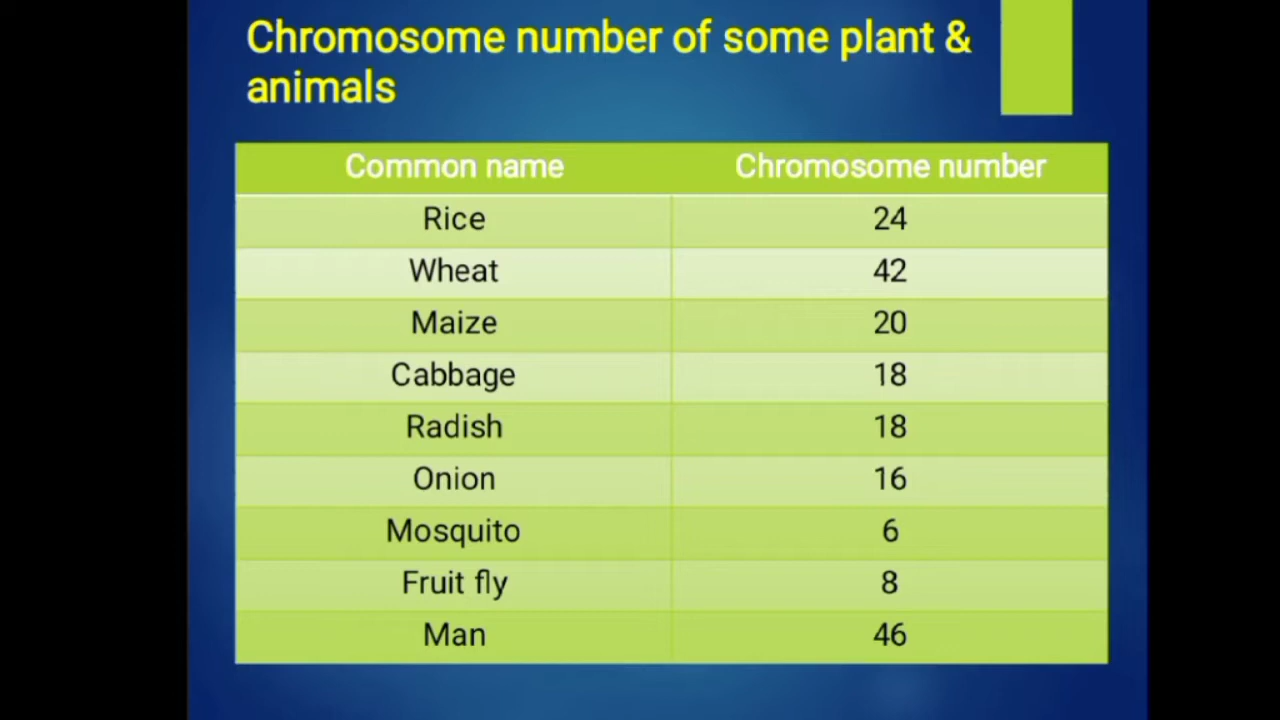 Chromosome number of some plant &
animals
Common name Chromosome number
Rice 24
Wheat 42
Maize 20
Cabbage 18
Radish 18
Onion 16
Mosquito 6
Fruit fly 8
Man 46